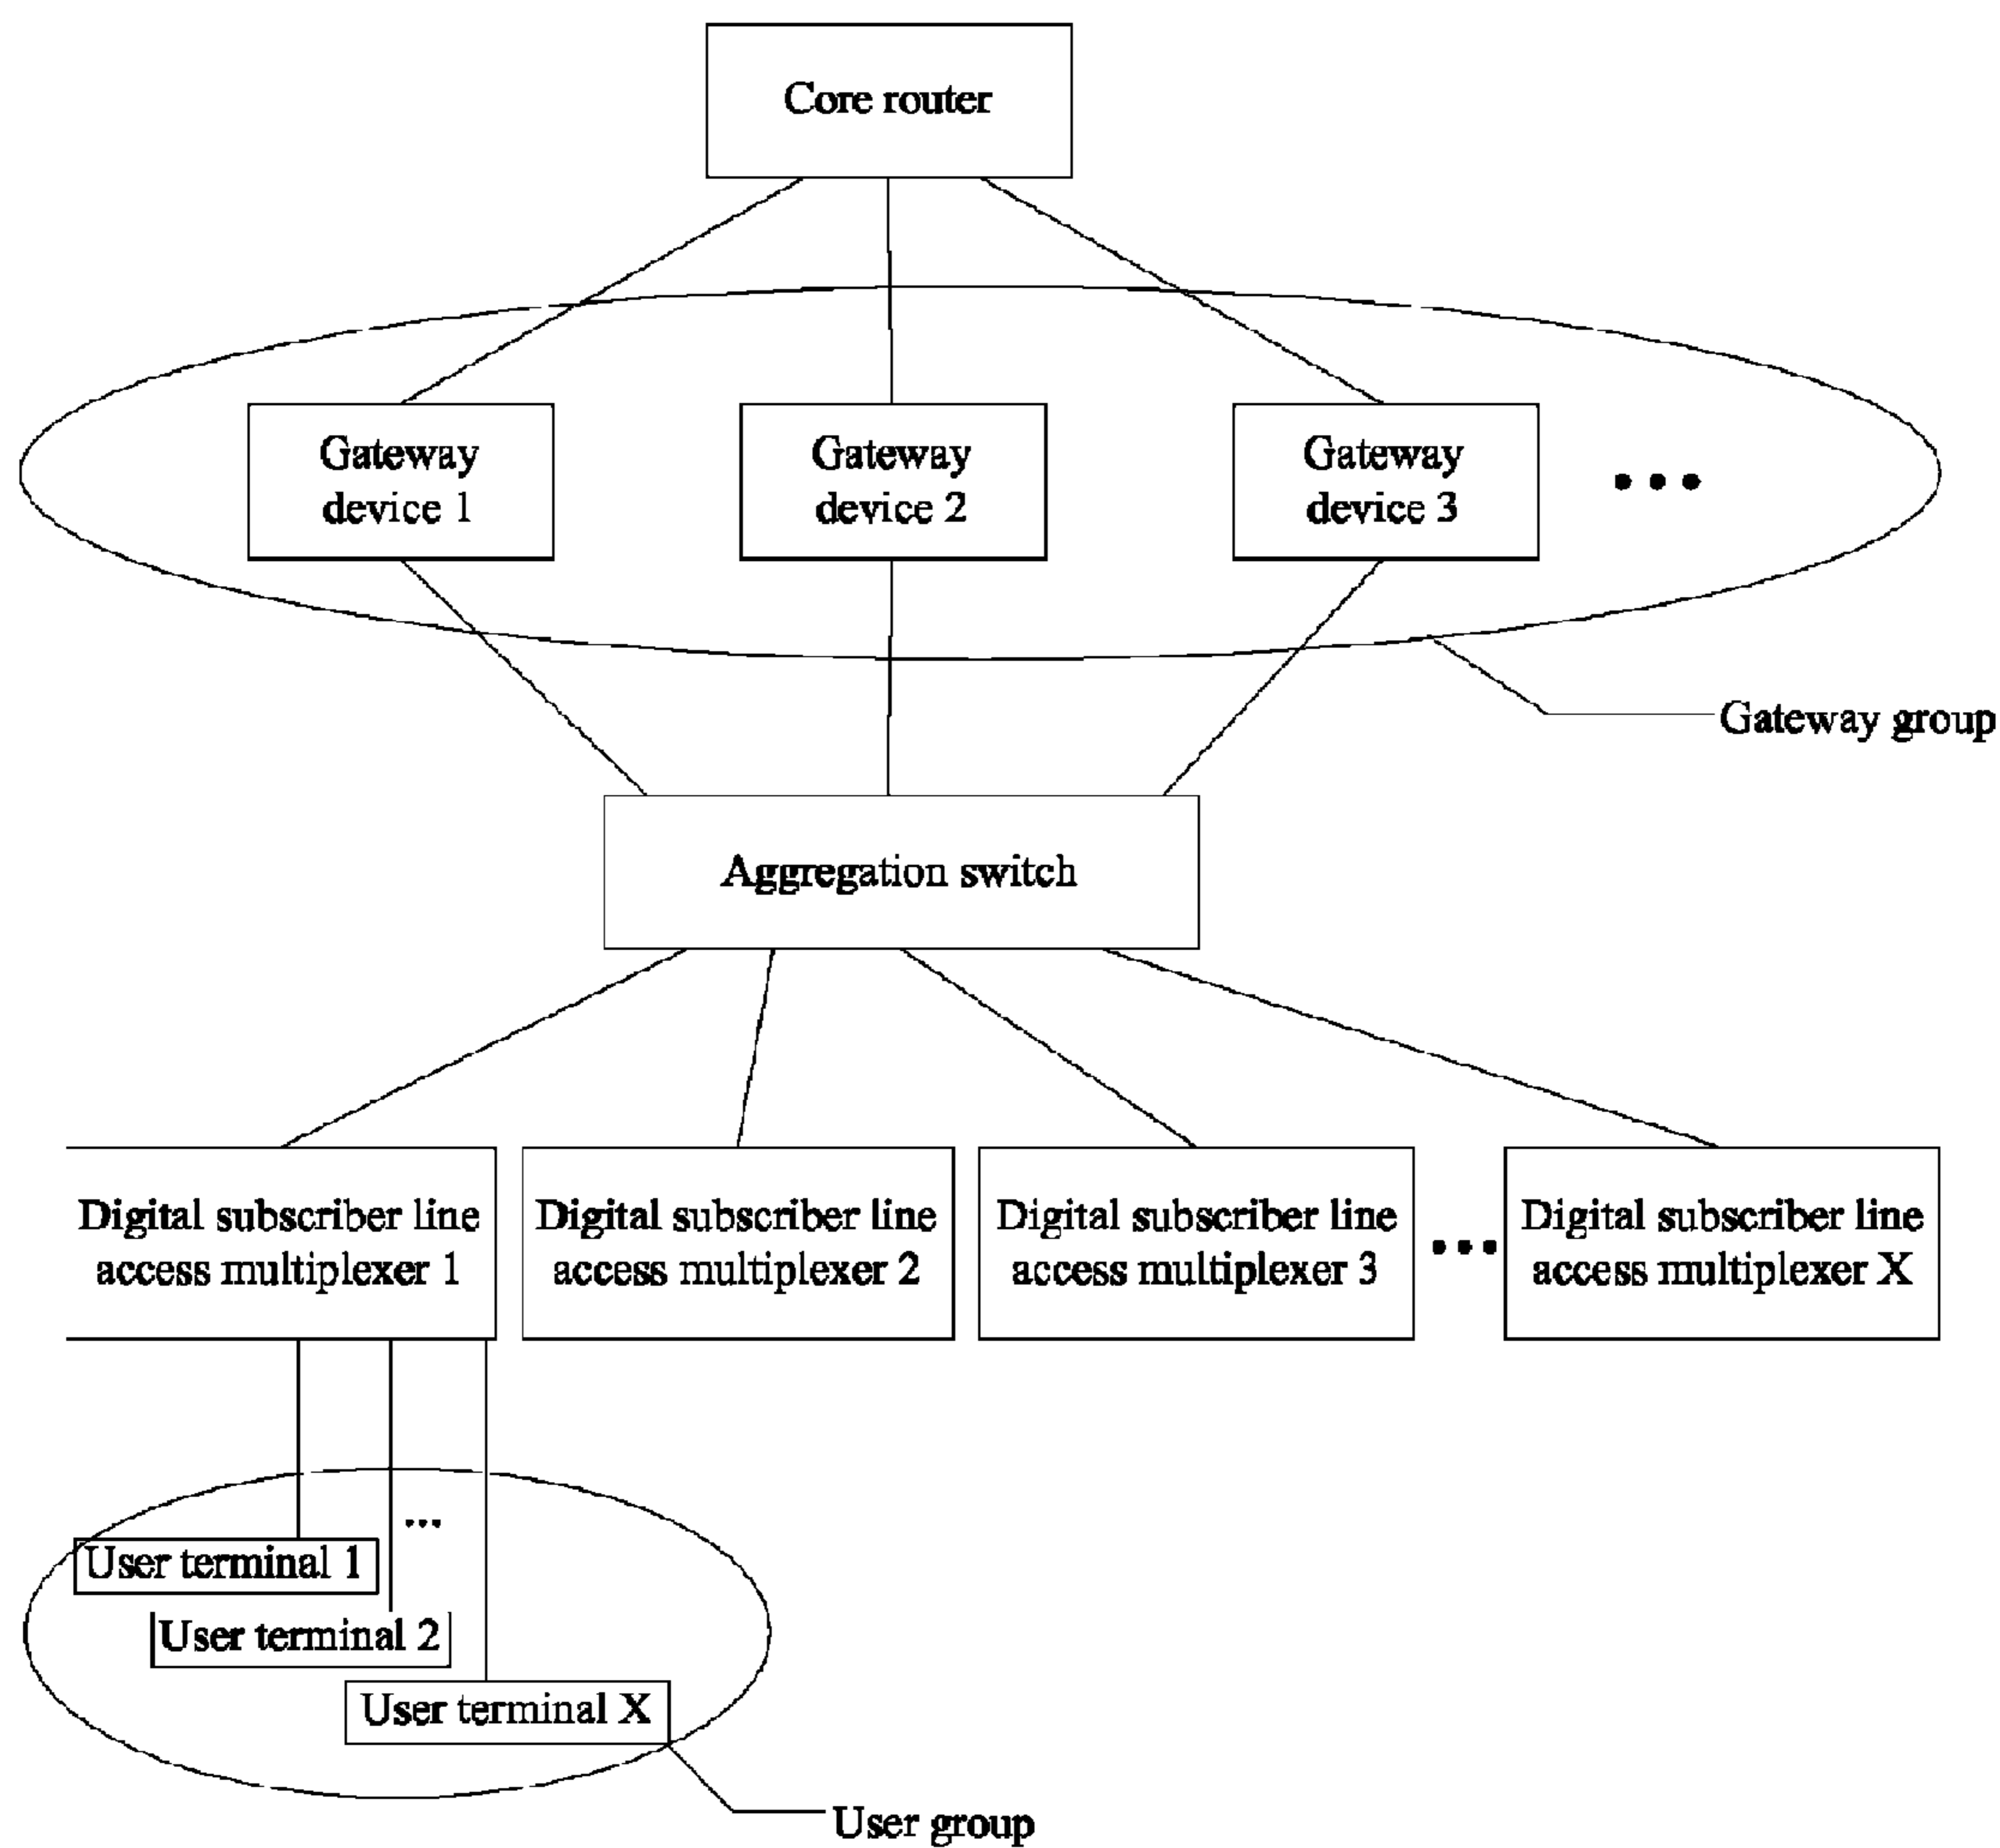 Core router
Gateway
device 1
Gateway
device 2
Gateway
device 3
•••
Gateway group
Aggregation switch
Digital subscriber line
access multiplexer 1
Digital subscriber line
access multiplexer 2
Digital subscriber line
access multiplexer 3
•••
Digital subscriber line
access multiplexer X
...
User terminal 1
User terminal 2
User terminal X
User group